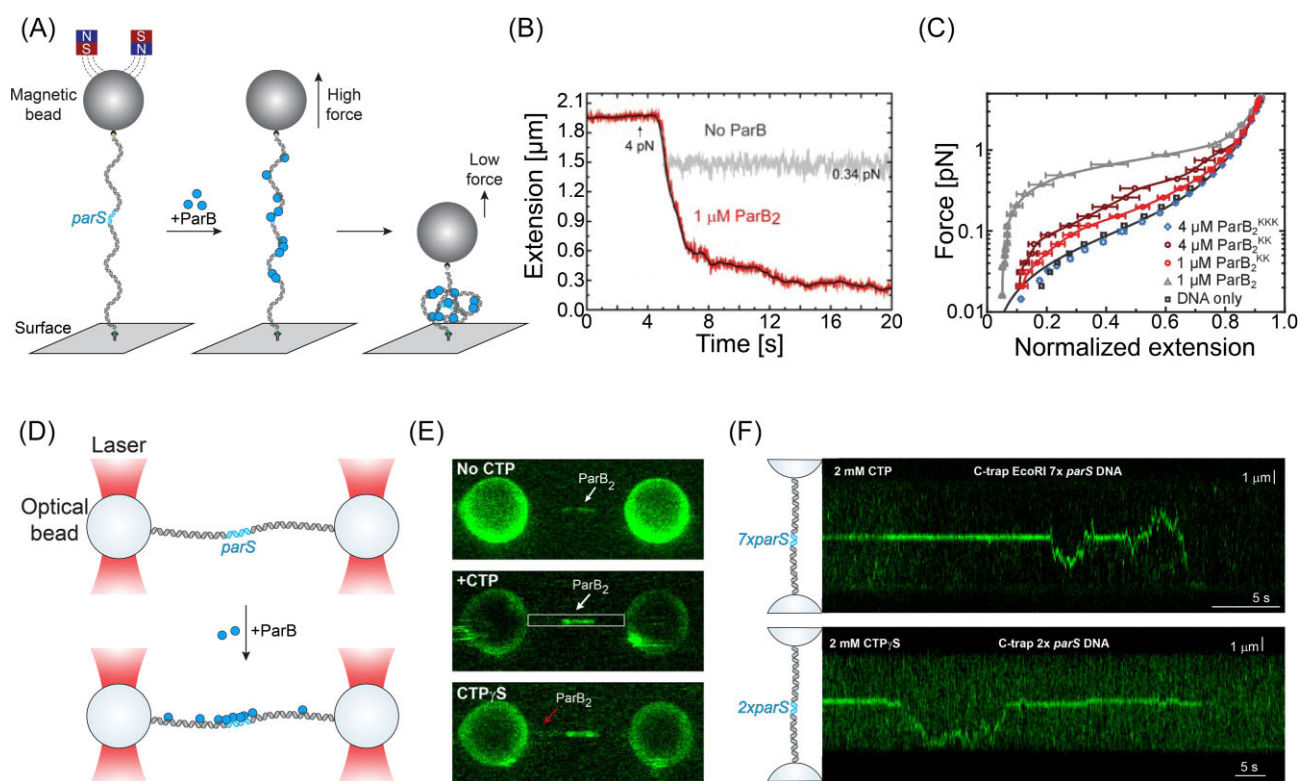 (A)
N
S
S
N
Magnetic
bead
parS
+ParB
High
force
Low
force
Surface
(B)
Extension [μm]
2.1
1.8
1.5
1.2
0.9
0.6
0.3
0 4 6 8 10 12 14 16 18 20
Time [s]
4 pN
No ParB
0.34 pN
1 μM ParB2
(C)
Force [pN]
1
0.1
0.01
0 0.2 0.4 0.6 0.8 1.0
Normalized extension
4 μM ParB2KKK
4 μM ParB2KK
1 μM ParB2KK
1 μM ParB2
DNA only
(D)
Laser
Optical
bead
parS
+ParB
(E)
No CTP
ParB2
+CTP
ParB2
CTPγS
ParB2
(F)
2 mM CTP
C-trap EcoRI 7x parS DNA
1 μm
7xparS
5 s
2 mM CTPγS
C-trap 2x parS DNA
1 μm
2xparS
5 s